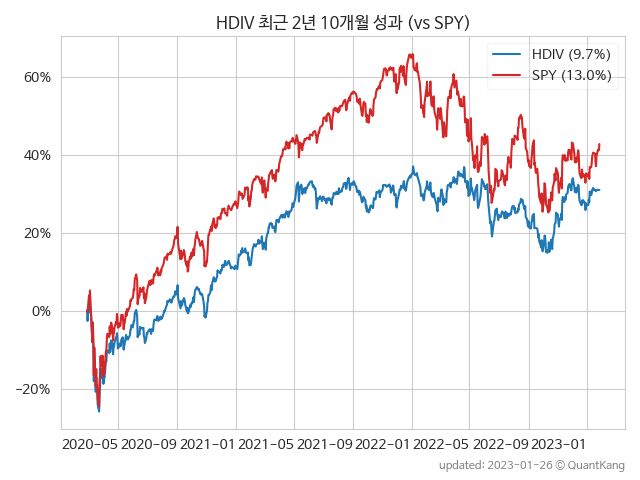 HDIV 최근 2년 10개월 성과 (vs SPY)
HDIV (9.7%)
SPY (13.0%)
60%
40%
20%
0%
−20%
2020-05 2020-09 2021-01 2021-05 2021-09 2022-01 2022-05 2022-09 2023-01
updated: 2023-01-26 © QuantKang